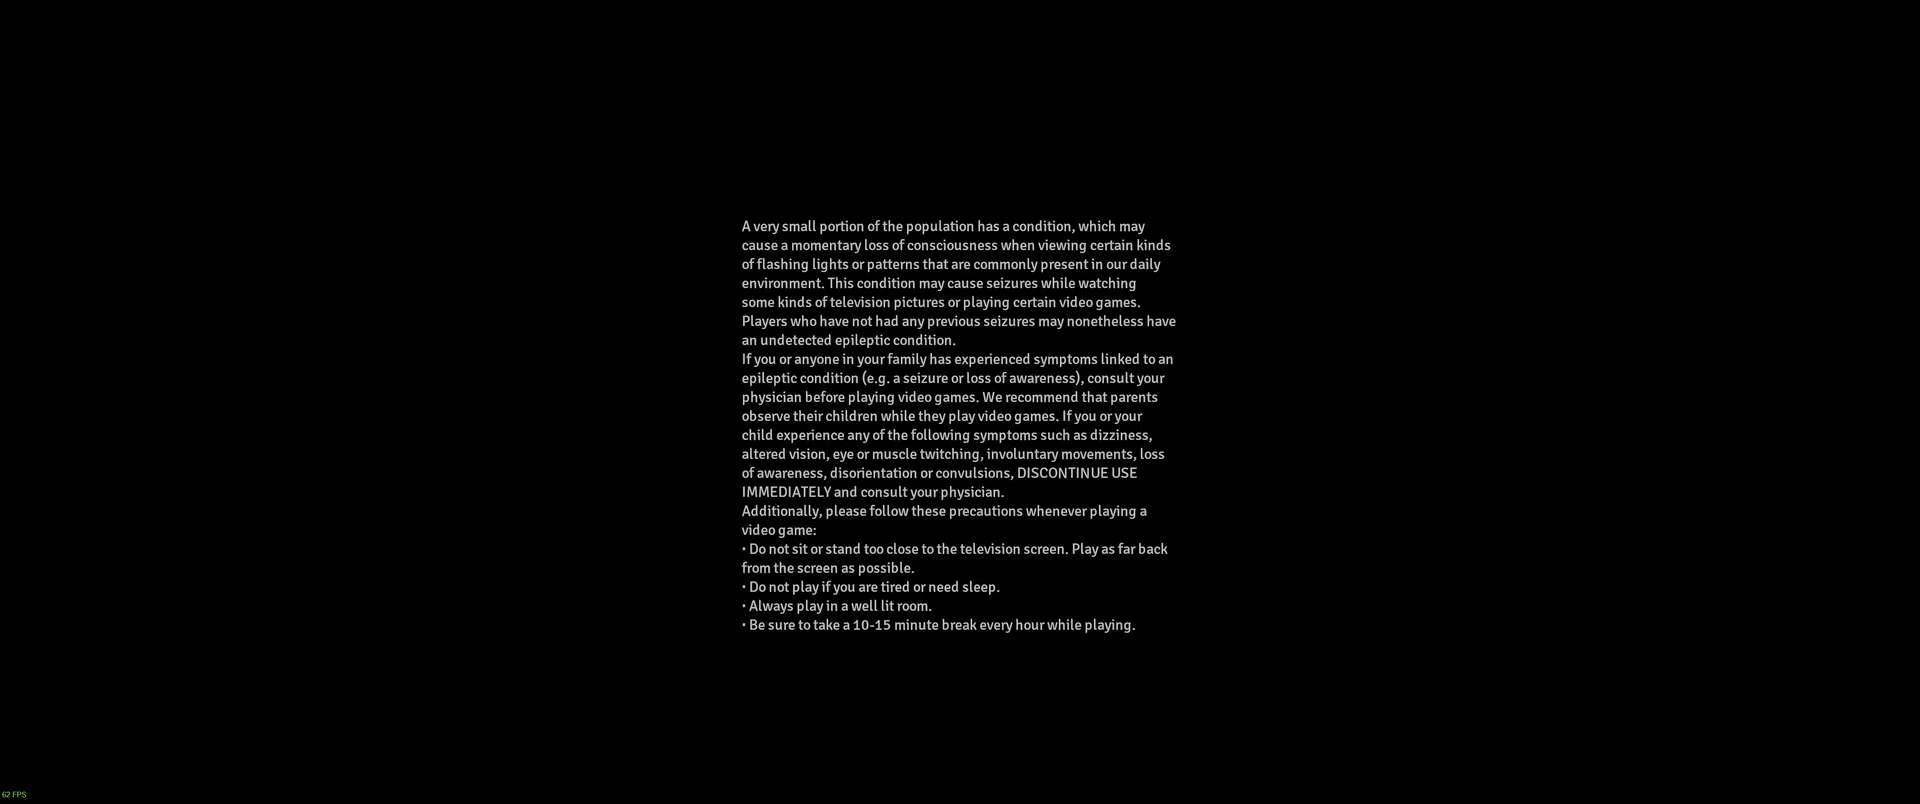 A very small portion of the population has a condition, which may
cause a momentary loss of consciousness when viewing certain kinds
of flashing lights or patterns that are commonly present in our daily
environment. This condition may cause seizures while watching
some kinds of television pictures or playing certain video games.
Players who have not had any previous seizures may nonetheless have
an undetected epileptic condition.
If you or anyone in your family has experienced symptoms linked to an
epileptic condition (e.g. a seizure or loss of awareness), consult your
physician before playing video games. We recommend that parents
observe their children while they play video games. If you or your
child experience any of the following symptoms such as dizziness,
altered vision, eye or muscle twitching, involuntary movements, loss
of awareness, disorientation or convulsions, DISCONTINUE USE
IMMEDIATELY and consult your physician.
Additionally, please follow these precautions whenever playing a
video game:
• Do not sit or stand too close to the television screen. Play as far back
from the screen as possible.
• Do not play if you are tired or need sleep.
• Always play in a well lit room.
• Be sure to take a 10-15 minute break every hour while playing.
62 FPS